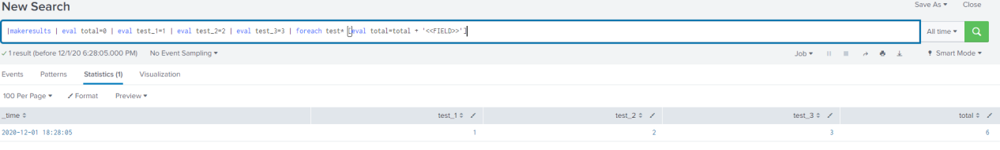 New Search
Save As ▾ Close
|makeresults | eval total=0 | eval test_1=1 | eval test_2=2 | eval test_3=3 | foreach test* [eval total=total + '<<FIELD>>']
All time ▾
✓ 1 result (before 12/1/20 6:28:05.000 PM) No Event Sampling ▾
Job ▾ Smart Mode ▾
Events Patterns Statistics (1) Visualization
100 Per Page ▾ Format Preview ▾
_time test_1 test_2 test_3 total
2020-12-01 18:28:05 1 2 3 6